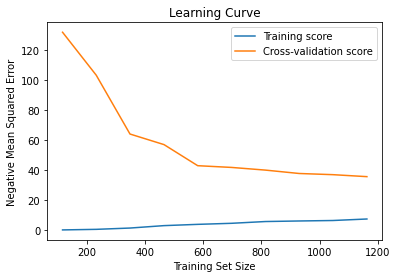 Learning Curve
Training score
Cross-validation score
Negative Mean Squared Error
120
100
80
60
40
20
0
200
400
600
800
1000
1200
Training Set Size